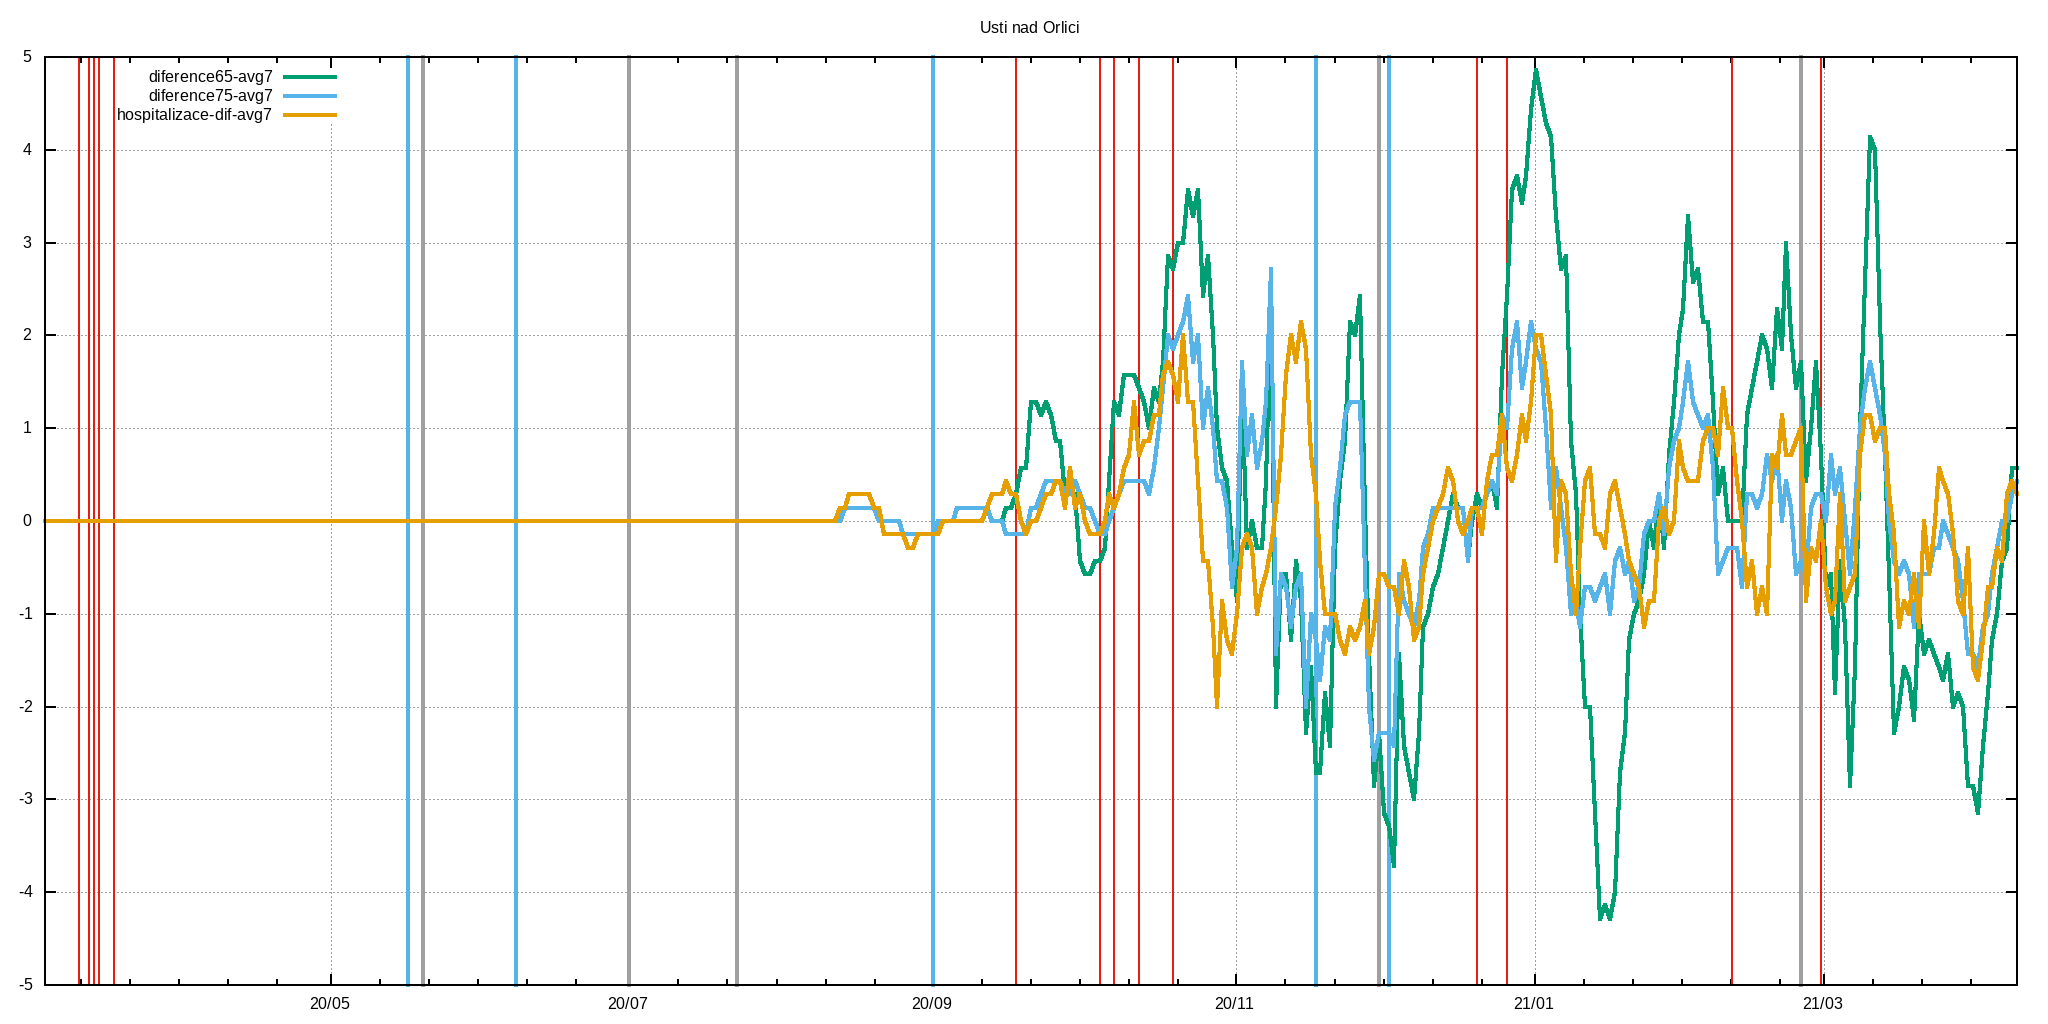 Usti nad Orlici
diference65-avg7
diference75-avg7
hospitalizace-dif-avg7
5
4
3
2
1
0
-1
-2
-3
-4
-5
20/05 20/07 20/09 20/11 21/01 21/03